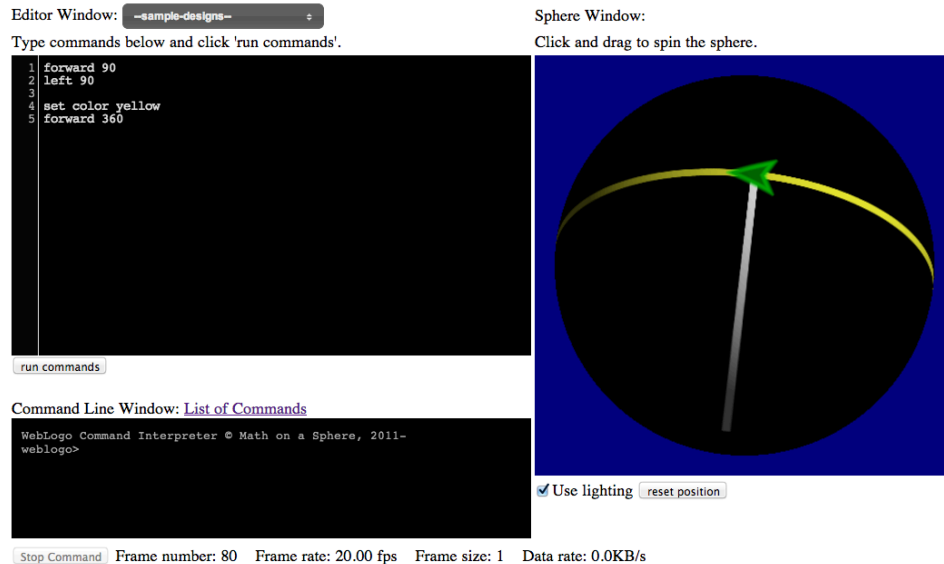 Editor Window: --sample-designs--
Type commands below and click 'run commands'.
1 forward 90
2 left 90
3
4 set color yellow
5 forward 360
run commands
Command Line Window: List of Commands
WebLogo Command Interpreter © Math on a Sphere, 2011-
weblogo>
Sphere Window:
Click and drag to spin the sphere.
Use lighting reset position
Stop Command Frame number: 80 Frame rate: 20.00 fps Frame size: 1 Data rate: 0.0KB/s